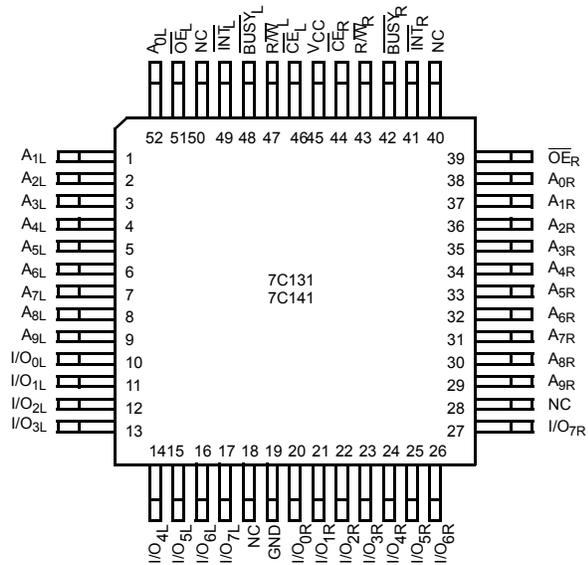 A0L
OEL
NC
INTL
BUSYL
R/WL
CEL
VCC
CER
R/WR
BUSYR
INTR
NC
52 51 50 49 48 47 46 45 44 43 42 41 40
A1L 1 39 OER
A2L 2 38 A0R
A3L 3 37 A1R
A4L 4 36 A2R
A5L 5 35 A3R
A6L 6 34 A4R
7C131
A7L 7 33 A5R
7C141
A8L 8 32 A6R
A9L 9 31 A7R
I/O0L 10 30 A8R
I/O1L 11 29 A9R
I/O2L 12 28 NC
I/O3L 13 27 I/O7R
14 15 16 17 18 19 20 21 22 23 24 25 26
I/O4L
I/O5L
I/O6L
I/O7L
NC
GND
I/O0R
I/O1R
I/O2R
I/O3R
I/O4R
I/O5R
I/O6R